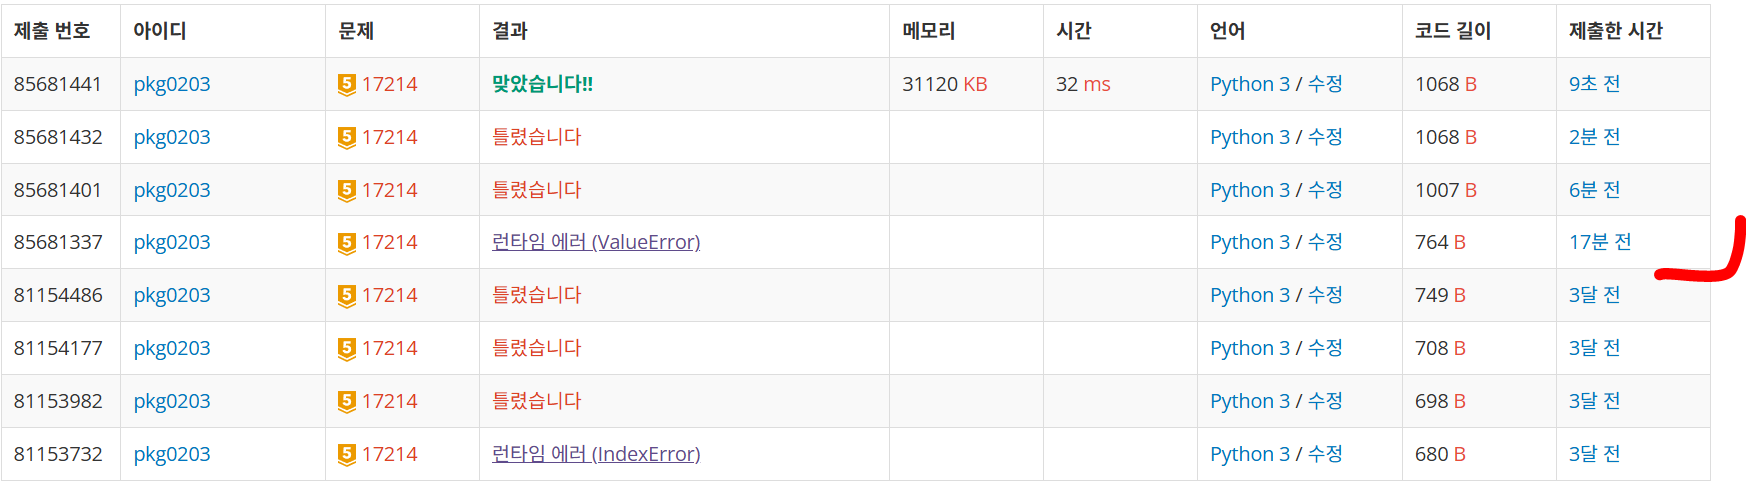 제출 번호 아이디 문제 결과 메모리 시간 언어 코드 길이 제출한 시간
85681441 pkg0203 5 17214 맞았습니다!! 31120 KB 32 ms Python 3 / 수정 1068 B 9초 전
85681432 pkg0203 5 17214 틀렸습니다 Python 3 / 수정 1068 B 2분 전
85681401 pkg0203 5 17214 틀렸습니다 Python 3 / 수정 1007 B 6분 전
85681337 pkg0203 5 17214 런타임 에러 (ValueError) Python 3 / 수정 764 B 17분 전
81154486 pkg0203 5 17214 틀렸습니다 Python 3 / 수정 749 B 3달 전
81154177 pkg0203 5 17214 틀렸습니다 Python 3 / 수정 708 B 3달 전
81153982 pkg0203 5 17214 틀렸습니다 Python 3 / 수정 698 B 3달 전
81153732 pkg0203 5 17214 런타임 에러 (IndexError) Python 3 / 수정 680 B 3달 전